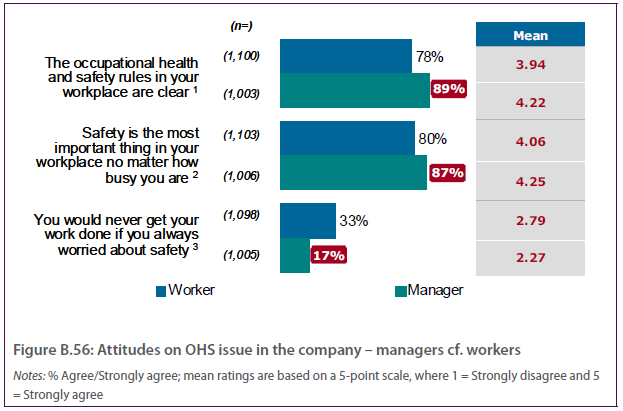 (n=)
Mean
The occupational health
and safety rules in your
workplace are clear 1
(1,100)
78%
3.94
(1,003)
89%
4.22
Safety is the most
important thing in your
workplace no matter how
busy you are 2
(1,103)
80%
4.06
(1,006)
87%
4.25
You would never get your
work done if you always
worried about safety 3
(1,098)
33%
2.79
(1,005)
17%
2.27
Worker
Manager
Figure B.56: Attitudes on OHS issue in the company – managers cf. workers
Notes: % Agree/Strongly agree; mean ratings are based on a 5-point scale, where 1 = Strongly disagree and 5
= Strongly agree